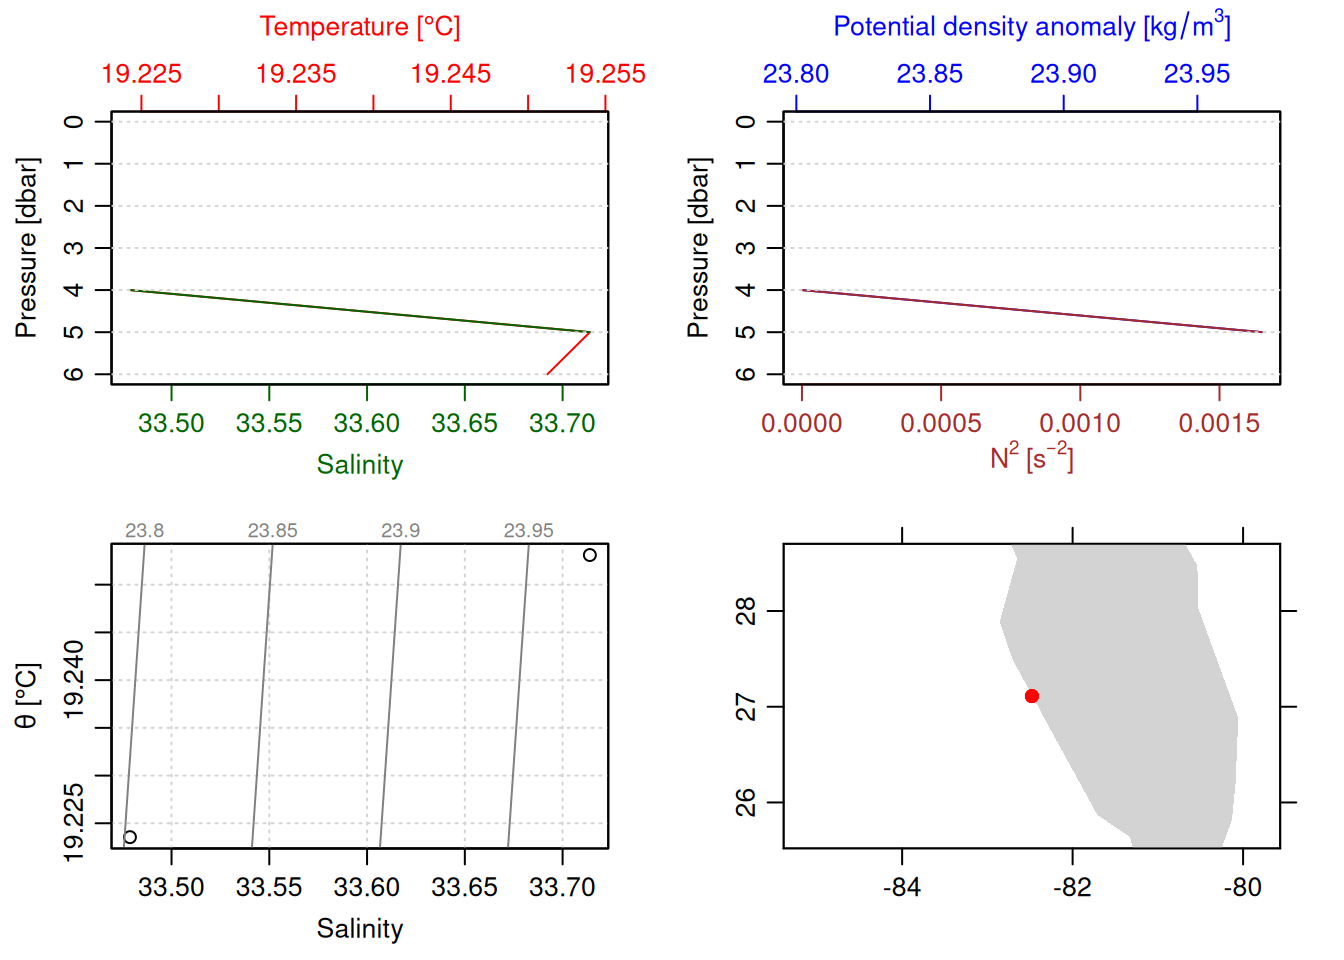 Temperature [°C]
19.225 19.235 19.245 19.255
Pressure [dbar]
0
1
2
3
4
5
6
33.50 33.55 33.60 33.65 33.70
Salinity
Potential density anomaly [kg/m³]
23.80 23.85 23.90 23.95
Pressure [dbar]
0
1
2
3
4
5
6
0.0000 0.0005 0.0010 0.0015
N² [s⁻²]
23.8 23.85 23.9 23.95
θ [°C]
19.240
19.225
33.50 33.55 33.60 33.65 33.70
Salinity
28
27
26
-84 -82 -80